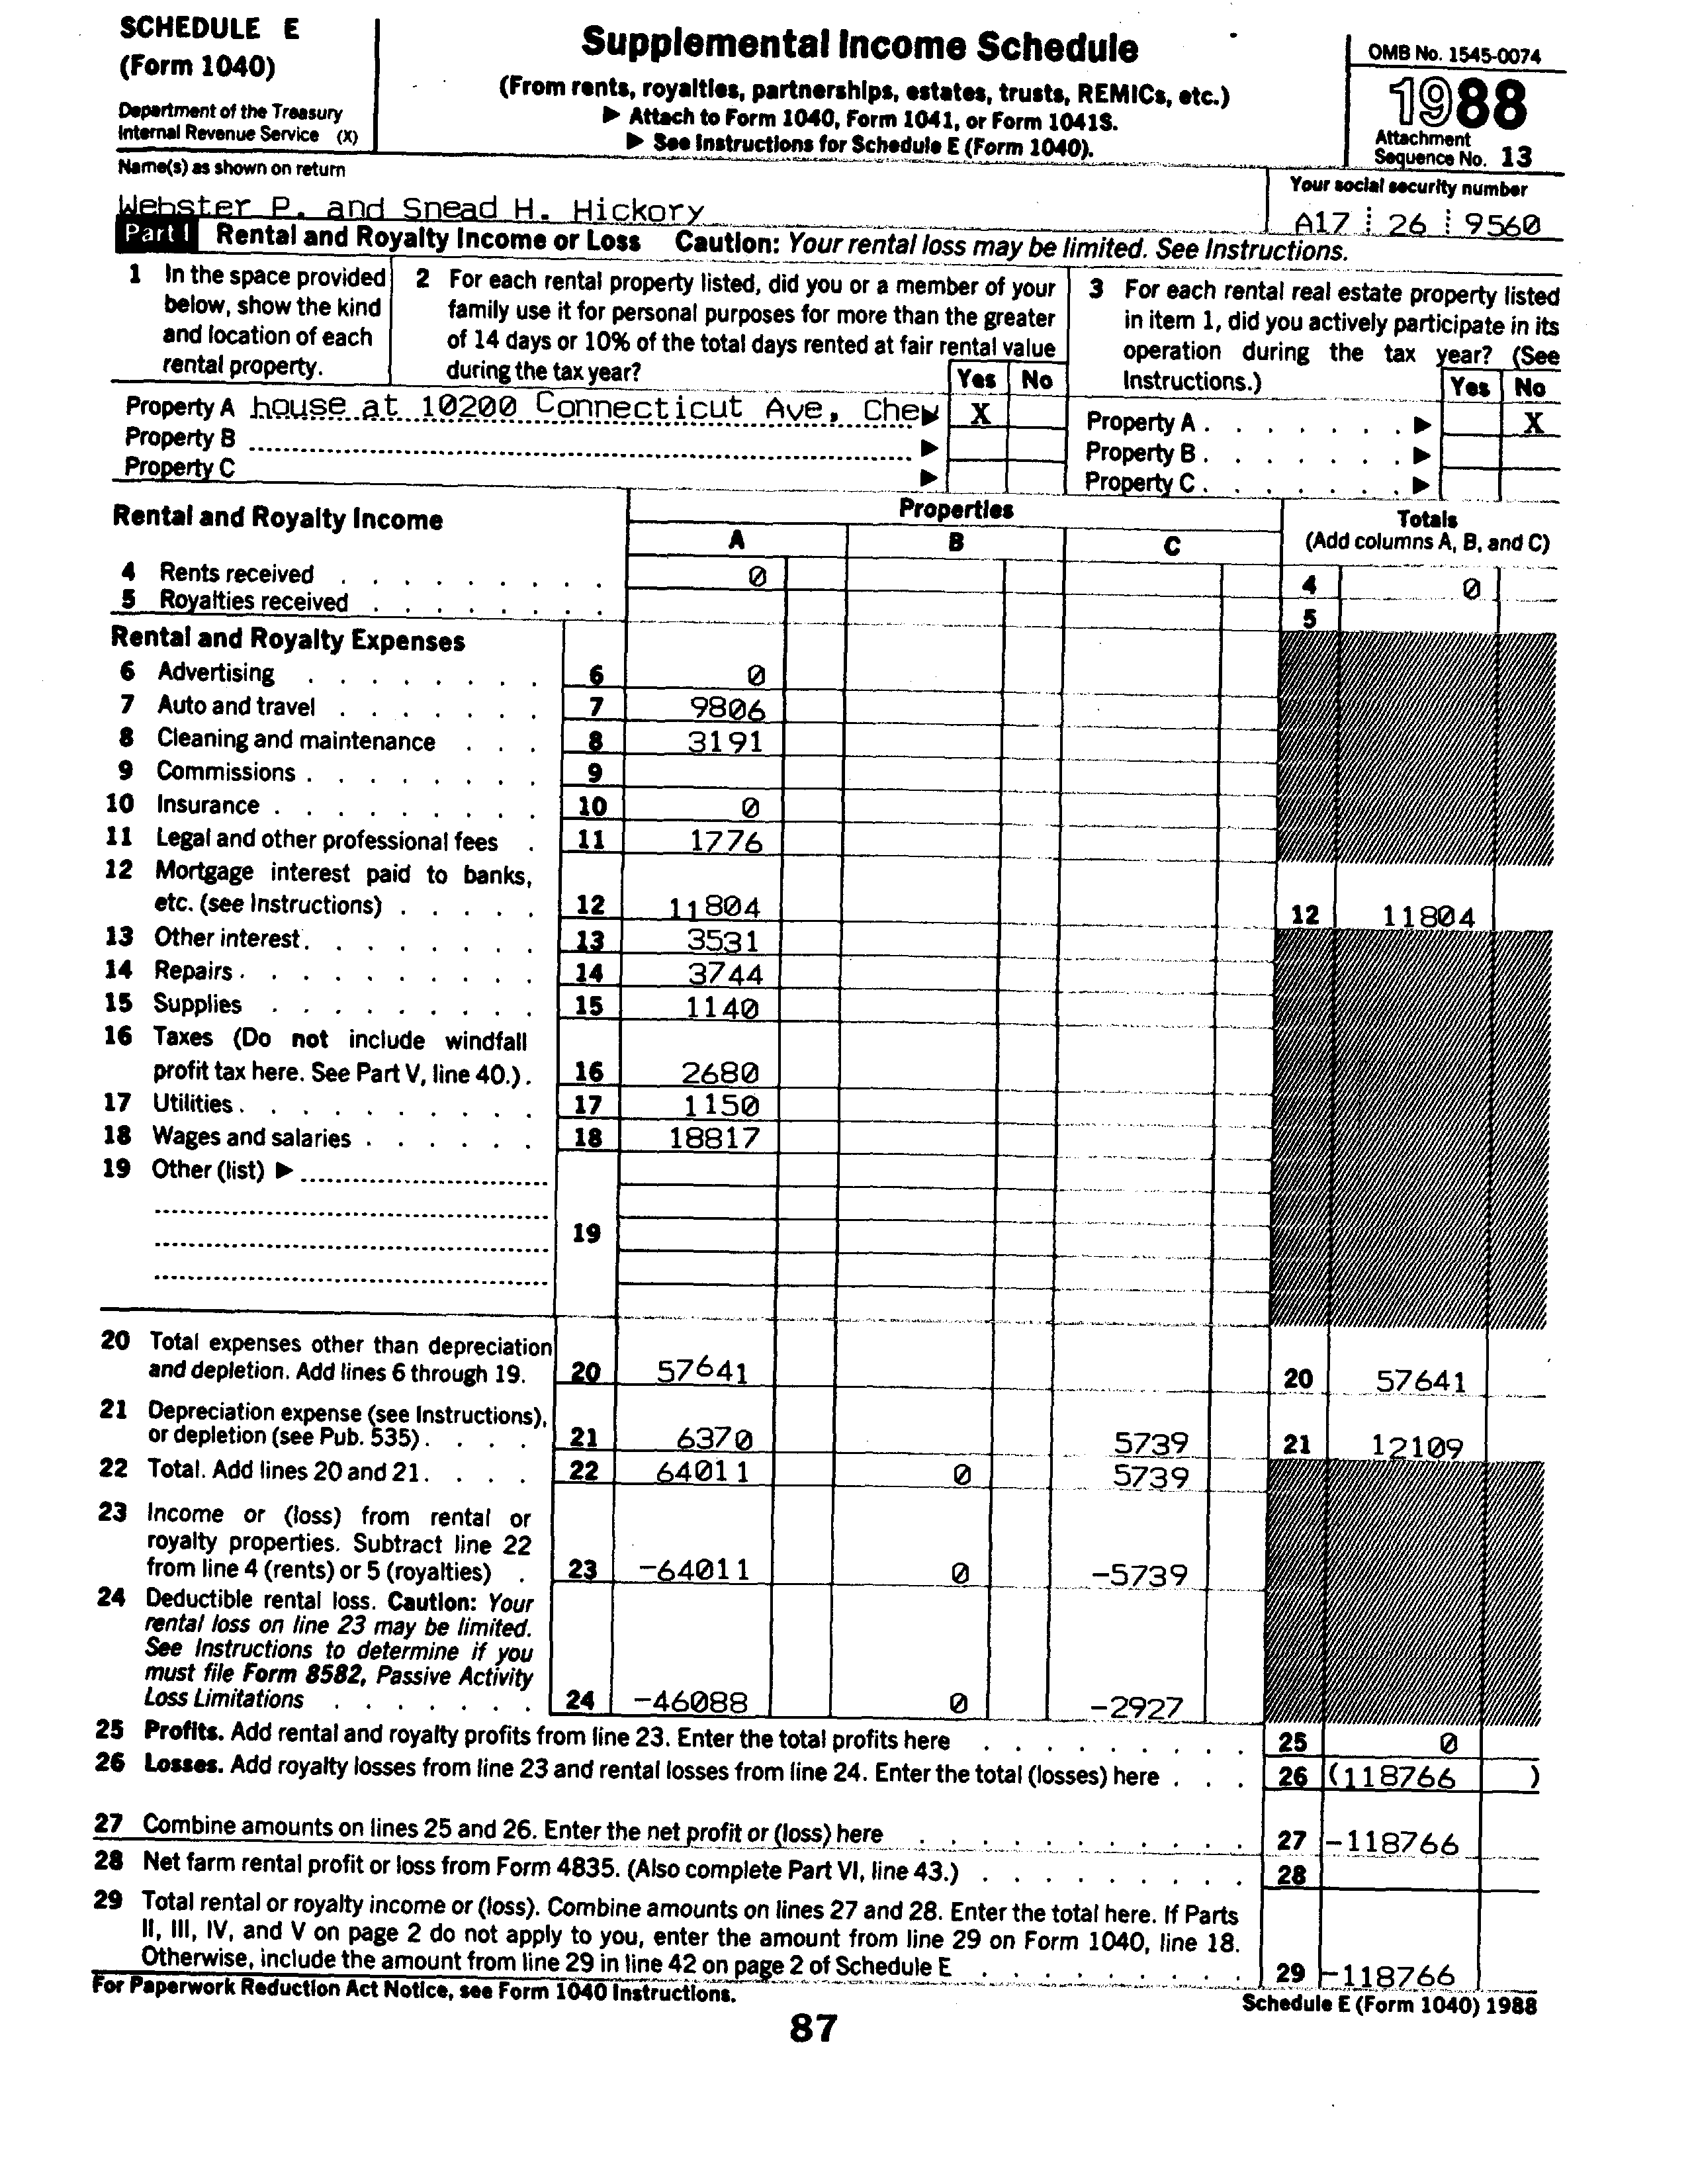 SCHEDULE E
(Form 1040)
Department of the Treasury
Internal Revenue Service (X)
Supplemental Income Schedule
(From rents, royalties, partnerships, estates, trusts, REMICs, etc.)
▶ Attach to Form 1040, Form 1041, or Form 1041S.
▶ See Instructions for Schedule E (Form 1040).
OMB No. 1545-0074
1988
Attachment
Sequence No. 13
Name(s) as shown on return
Webster P. and Snead H. Hickory
Your social security number
A17 26 9560
Part I Rental and Royalty Income or Loss Caution: Your rental loss may be limited. See Instructions.
1 In the space provided
below, show the kind
and location of each
rental property.
2 For each rental property listed, did you or a member of your
family use it for personal purposes for more than the greater
of 14 days or 10% of the total days rented at fair rental value
during the tax year?
Yes No
3 For each rental real estate property listed
in item 1, did you actively participate in its
operation during the tax year? (See
Instructions.)
Yes No
Property A house at 10200 Connecticut Ave, Chev ▶ X
Property B ▶
Property C ▶
Property A . . . . . . . ▶ X
Property B . . . . . . . ▶
Property C . . . . . . . ▶
Rental and Royalty Income
Properties
A B C
Totals
(Add columns A, B, and C)
4 Rents received 0 4 0
5 Royalties received 5
Rental and Royalty Expenses
6 Advertising 6 0
7 Auto and travel 7 9806
8 Cleaning and maintenance 8 3191
9 Commissions 9
10 Insurance 10 0
11 Legal and other professional fees 11 1776
12 Mortgage interest paid to banks,
etc. (see Instructions) 12 11804 12 11804
13 Other interest 13 3531
14 Repairs 14 3744
15 Supplies 15 1140
16 Taxes (Do not include windfall
profit tax here. See Part V, line 40.) 16 2680
17 Utilities 17 1150
18 Wages and salaries 18 18817
19 Other (list) ▶
19
20 Total expenses other than depreciation
and depletion. Add lines 6 through 19. 20 57641 20 57641
21 Depreciation expense (see Instructions),
or depletion (see Pub. 535) 21 6370 5739 21 12109
22 Total. Add lines 20 and 21 22 64011 0 5739
23 Income or (loss) from rental or
royalty properties. Subtract line 22
from line 4 (rents) or 5 (royalties) 23 -64011 0 -5739
24 Deductible rental loss. Caution: Your
rental loss on line 23 may be limited.
See Instructions to determine if you
must file Form 8582, Passive Activity
Loss Limitations 24 -46088 0 -2927
25 Profits. Add rental and royalty profits from line 23. Enter the total profits here 25 0
26 Losses. Add royalty losses from line 23 and rental losses from line 24. Enter the total (losses) here 26 (118766 )
27 Combine amounts on lines 25 and 26. Enter the net profit or (loss) here 27 -118766
28 Net farm rental profit or loss from Form 4835. (Also complete Part VI, line 43.) 28
29 Total rental or royalty income or (loss). Combine amounts on lines 27 and 28. Enter the total here. If Parts
II, III, IV, and V on page 2 do not apply to you, enter the amount from line 29 on Form 1040, line 18.
Otherwise, include the amount from line 29 in line 42 on page 2 of Schedule E 29 -118766
For Paperwork Reduction Act Notice, see Form 1040 Instructions.
Schedule E (Form 1040) 1988
87